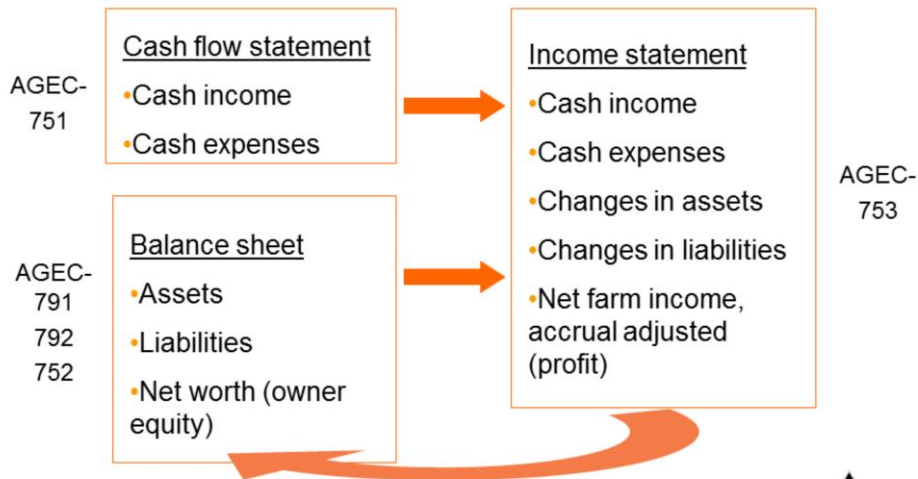 Cash flow statement
AGEC-
751
•Cash income
•Cash expenses
Balance sheet
AGEC-
791
792
752
•Assets
•Liabilities
•Net worth (owner
equity)
Income statement
•Cash income
•Cash expenses
•Changes in assets
•Changes in liabilities
•Net farm income,
accrual adjusted
(profit)
AGEC-
753